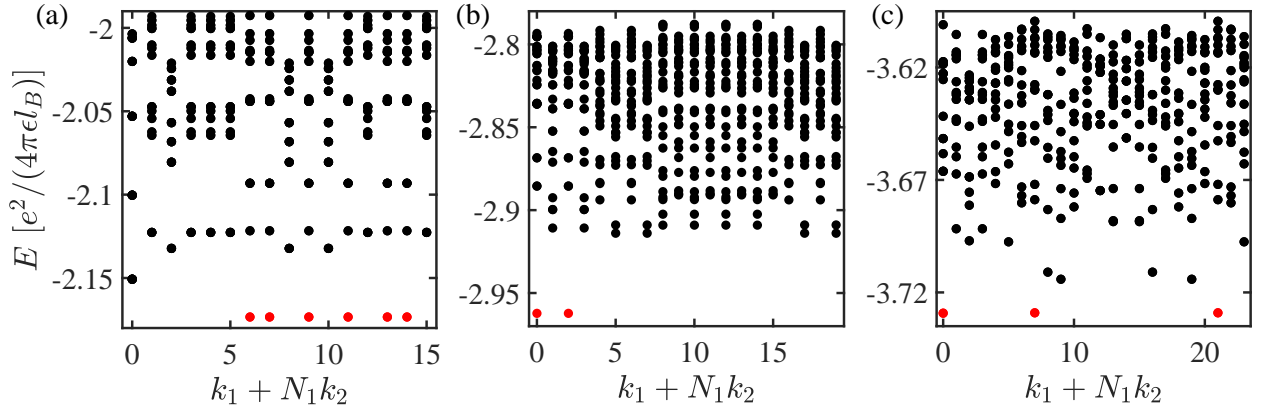 (a)
(b)
(c)
E [e²/(4πϵl_B)]
-2
-2.05
-2.1
-2.15
0 5 10 15
k₁ + N₁k₂
-2.8
-2.85
-2.9
-2.95
0 5 10 15
k₁ + N₁k₂
-3.62
-3.67
-3.72
0 10 20
k₁ + N₁k₂